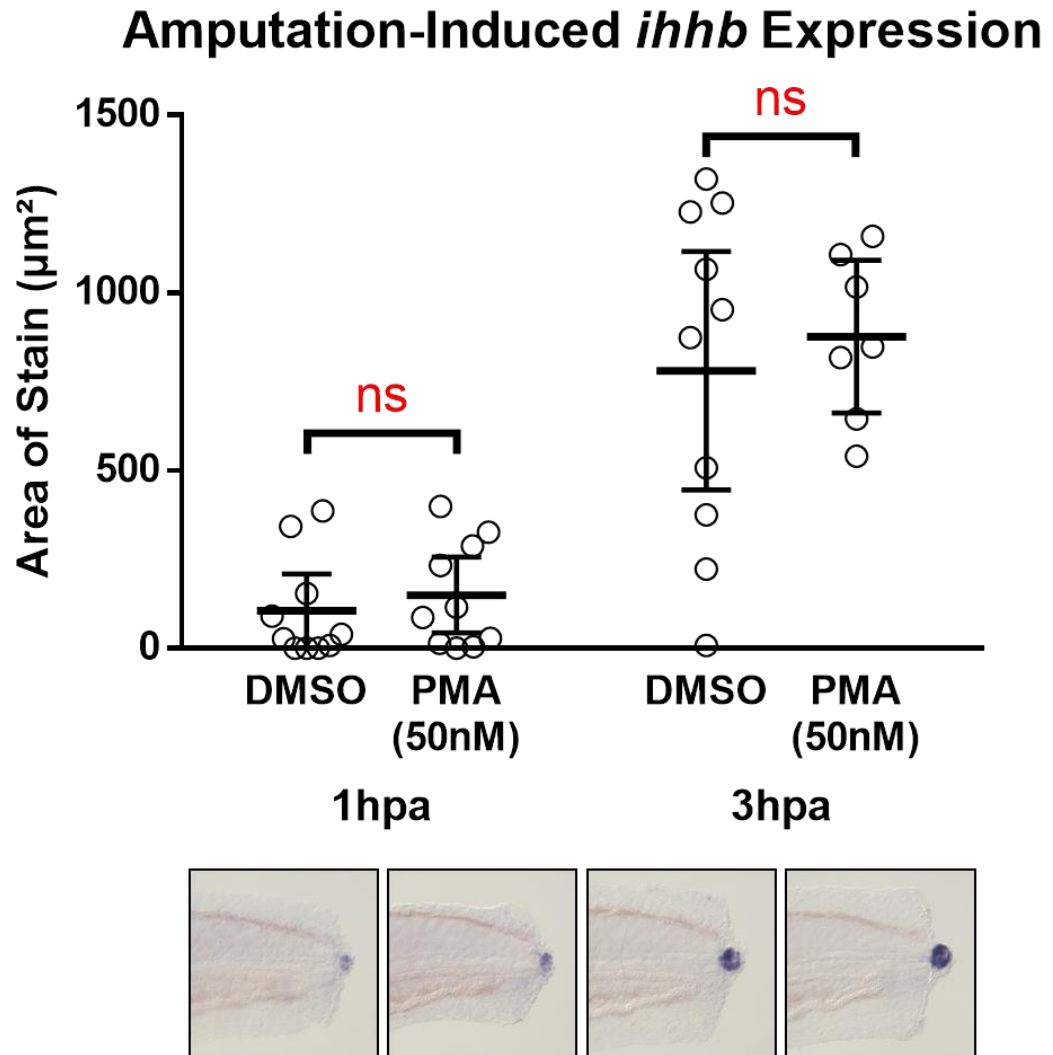 Amputation-Induced ihhb Expression
Area of Stain (µm²)
1500
1000
500
0
ns
ns
DMSO
PMA
(50nM)
DMSO
PMA
(50nM)
1hpa
3hpa